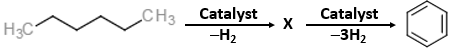 H₃C CH₃ Catalyst X Catalyst
–H₂ –3H₂